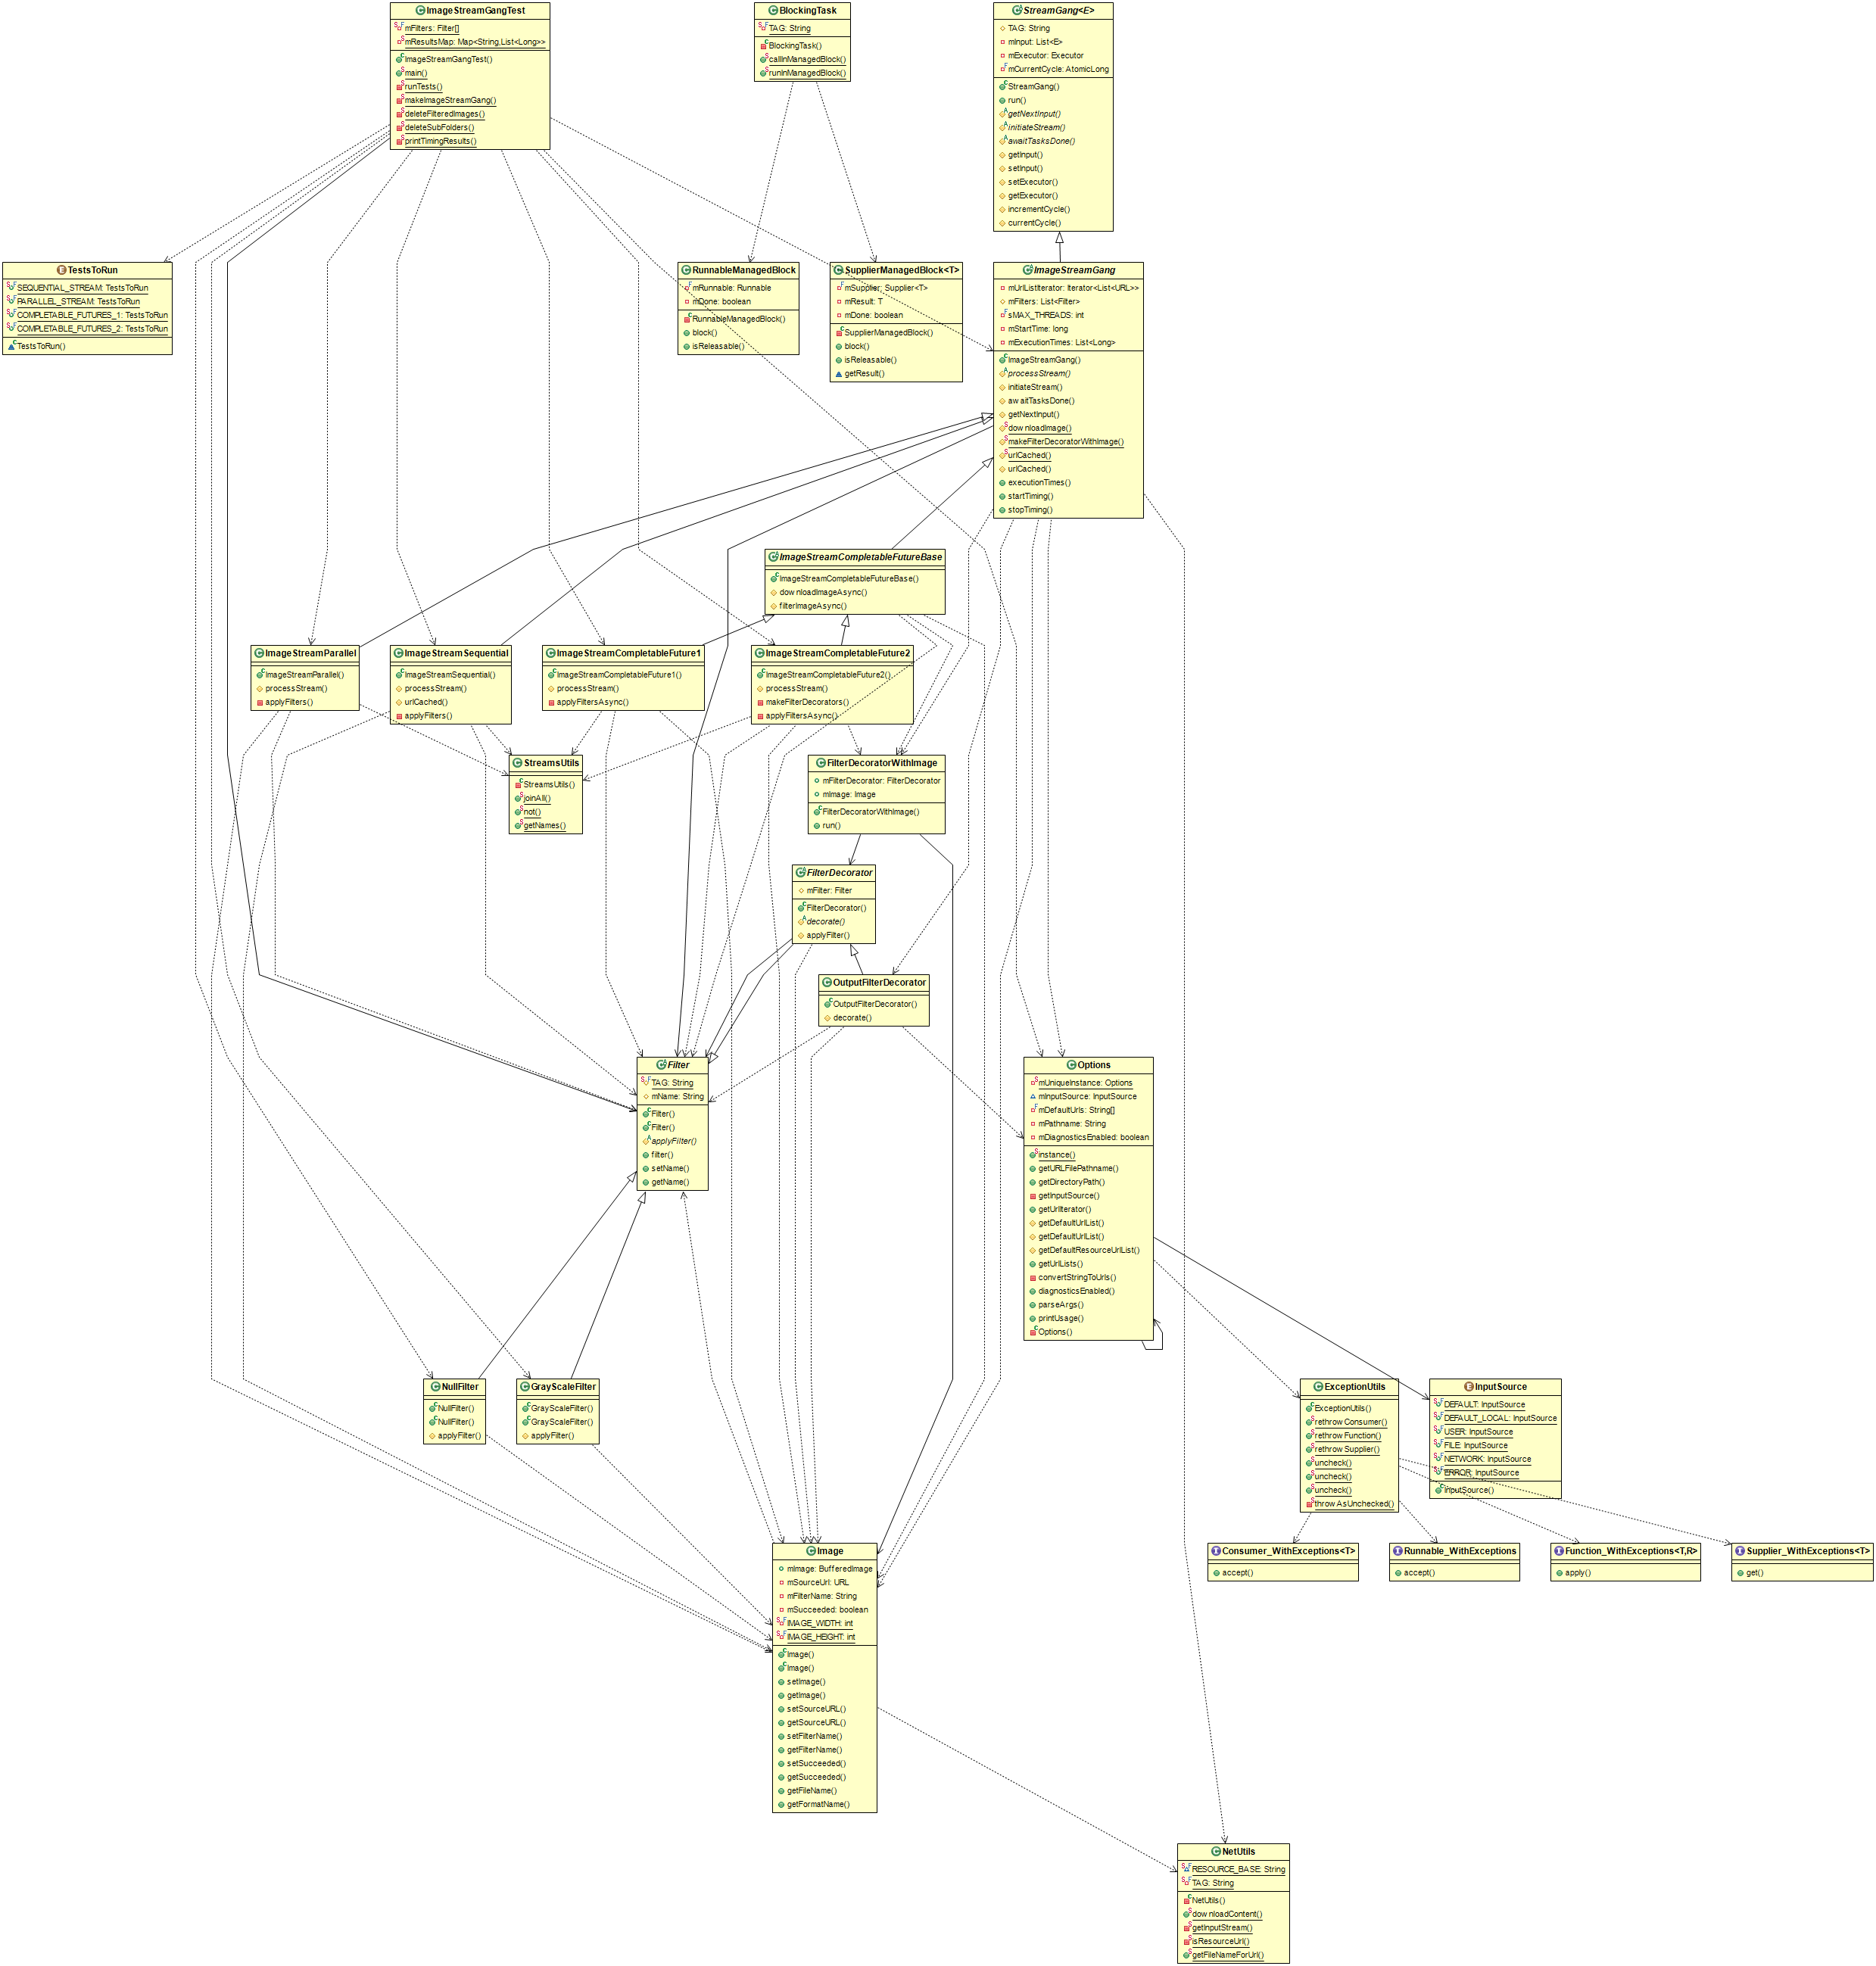 ImageStreamGangTest
mFilters: Filter[]
mResultsMap: Map<String,List<Long>>
ImageStreamGangTest()
main()
runTests()
makeImageStreamGang()
deleteFilteredImages()
deleteSubFolders()
printTimingResults()
BlockingTask
TAG: String
BlockingTask()
callInManagedBlock()
runInManagedBlock()
StreamGang<E>
TAG: String
mInput: List<E>
mExecutor: Executor
mCurrentCycle: AtomicLong
StreamGang()
run()
getNextInput()
initiateStream()
awaitTasksDone()
getInput()
setInput()
setExecutor()
getExecutor()
incrementCycle()
currentCycle()
TestsToRun
SEQUENTIAL_STREAM: TestsToRun
PARALLEL_STREAM: TestsToRun
COMPLETABLE_FUTURES_1: TestsToRun
COMPLETABLE_FUTURES_2: TestsToRun
TestsToRun()
RunnableManagedBlock
mRunnable: Runnable
mDone: boolean
RunnableManagedBlock()
block()
isReleasable()
SupplierManagedBlock<T>
mSupplier: Supplier<T>
mResult: T
mDone: boolean
SupplierManagedBlock()
block()
isReleasable()
getResult()
ImageStreamGang
mUrlListIterator: Iterator<List<URL>>
mFilters: List<Filter>
sMAX_THREADS: int
mStartTime: long
mExecutionTimes: List<Long>
ImageStreamGang()
processStream()
initiateStream()
awaitTasksDone()
getNextInput()
downloadImage()
makeFilterDecoratorWithImage()
urlCached()
urlCached()
executionTimes()
startTiming()
stopTiming()
ImageStreamCompletableFutureBase
ImageStreamCompletableFutureBase()
downloadImageAsync()
filterImageAsync()
ImageStreamParallel
ImageStreamParallel()
processStream()
applyFilters()
ImageStreamSequential
ImageStreamSequential()
processStream()
urlCached()
applyFilters()
ImageStreamCompletableFuture1
ImageStreamCompletableFuture1()
processStream()
applyFiltersAsync()
ImageStreamCompletableFuture2
ImageStreamCompletableFuture2()
processStream()
makeFilterDecorators()
applyFiltersAsync()
StreamsUtils
StreamsUtils()
joinAll()
not()
getNames()
FilterDecoratorWithImage
mFilterDecorator: FilterDecorator
mImage: Image
FilterDecoratorWithImage()
run()
FilterDecorator
mFilter: Filter
FilterDecorator()
decorate()
applyFilter()
OutputFilterDecorator
OutputFilterDecorator()
decorate()
Filter
TAG: String
mName: String
Filter()
Filter()
applyFilter()
filter()
setName()
getName()
Options
mUniqueInstance: Options
mInputSource: InputSource
mDefaultUrls: String[]
mPathname: String
mDiagnosticsEnabled: boolean
instance()
getURLFilePathname()
getDirectoryPath()
getInputSource()
getUrlIterator()
getDefaultUrlList()
getDefaultUrlList()
getDefaultResourceUrlList()
getUrlLists()
convertStringToUrls()
diagnosticsEnabled()
parseArgs()
printUsage()
Options()
NullFilter
NullFilter()
NullFilter()
applyFilter()
GrayScaleFilter
GrayScaleFilter()
GrayScaleFilter()
applyFilter()
ExceptionUtils
ExceptionUtils()
rethrowConsumer()
rethrowFunction()
rethrowSupplier()
uncheck()
uncheck()
uncheck()
throwAsUnchecked()
InputSource
DEFAULT: InputSource
DEFAULT_LOCAL: InputSource
USER: InputSource
FILE: InputSource
NETWORK: InputSource
ERROR: InputSource
InputSource()
Consumer_WithExceptions<T>
accept()
Runnable_WithExceptions
accept()
Function_WithExceptions<T,R>
apply()
Supplier_WithExceptions<T>
get()
Image
mImage: BufferedImage
mSourceUrl: URL
mFilterName: String
mSucceeded: boolean
IMAGE_WIDTH: int
IMAGE_HEIGHT: int
Image()
Image()
setImage()
getImage()
setSourceURL()
getSourceURL()
setFilterName()
getFilterName()
setSucceeded()
getSucceeded()
getFileName()
getFormatName()
NetUtils
RESOURCE_BASE: String
TAG: String
NetUtils()
downloadContent()
getInputStream()
isResourceUrl()
getFileNameForUrl()